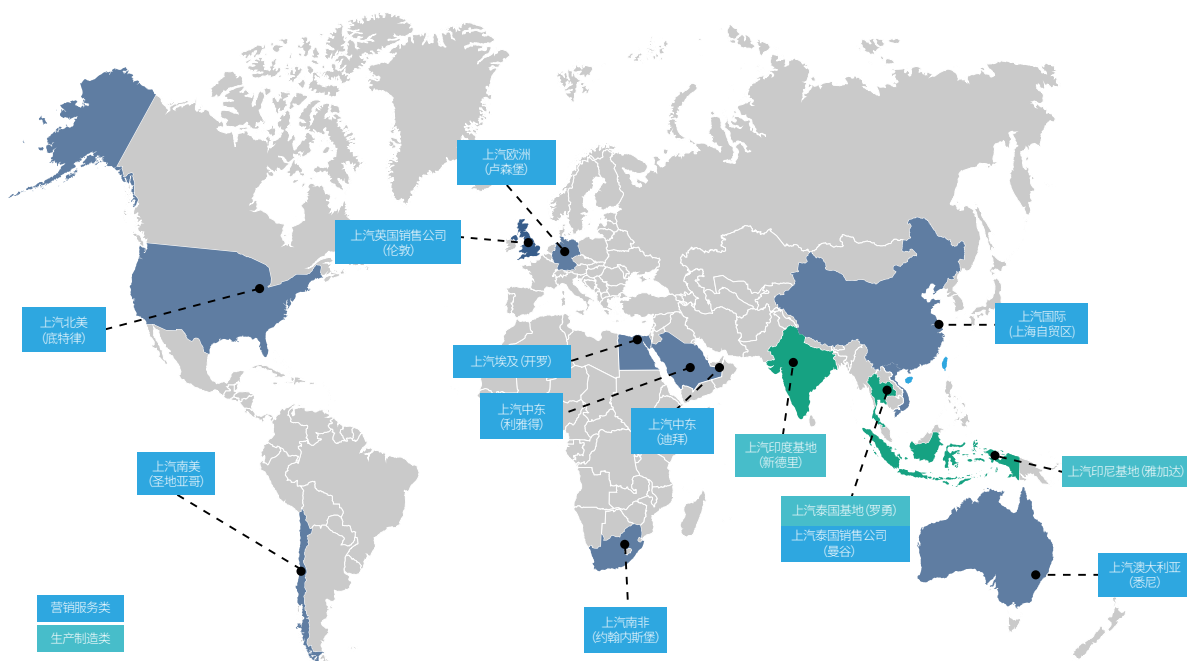 上汽欧洲
(卢森堡)
上汽英国销售公司
(伦敦)
上汽北美
(底特律)
上汽国际
(上海自贸区)
上汽埃及(开罗)
上汽中东
(利雅得)
上汽中东
(迪拜)
上汽印度基地
(新德里)
上汽印尼基地(雅加达)
上汽南美
(圣地亚哥)
上汽泰国基地(罗勇)
上汽泰国销售公司
(曼谷)
上汽澳大利亚
(悉尼)
上汽南非
(约翰内斯堡)
营销服务类
生产制造类